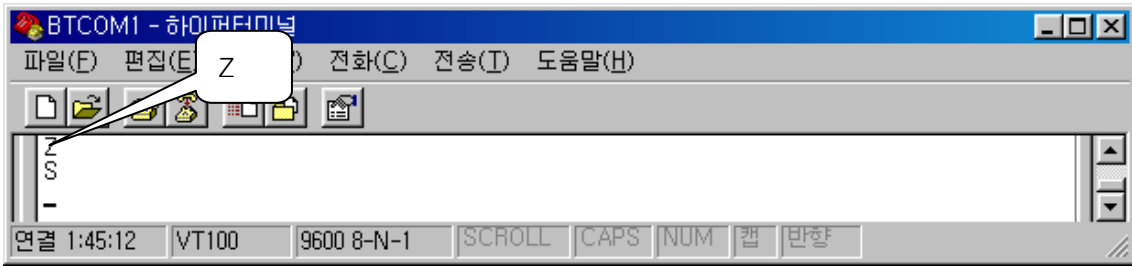 BTCOM1 - 하이퍼터미널
파일(F) 편집(E) ) 전화(C) 전송(T) 도움말(H)
Z
Z
S
연결 1:45:12 VT100 9600 8-N-1 SCROLL CAPS NUM 캡 반향